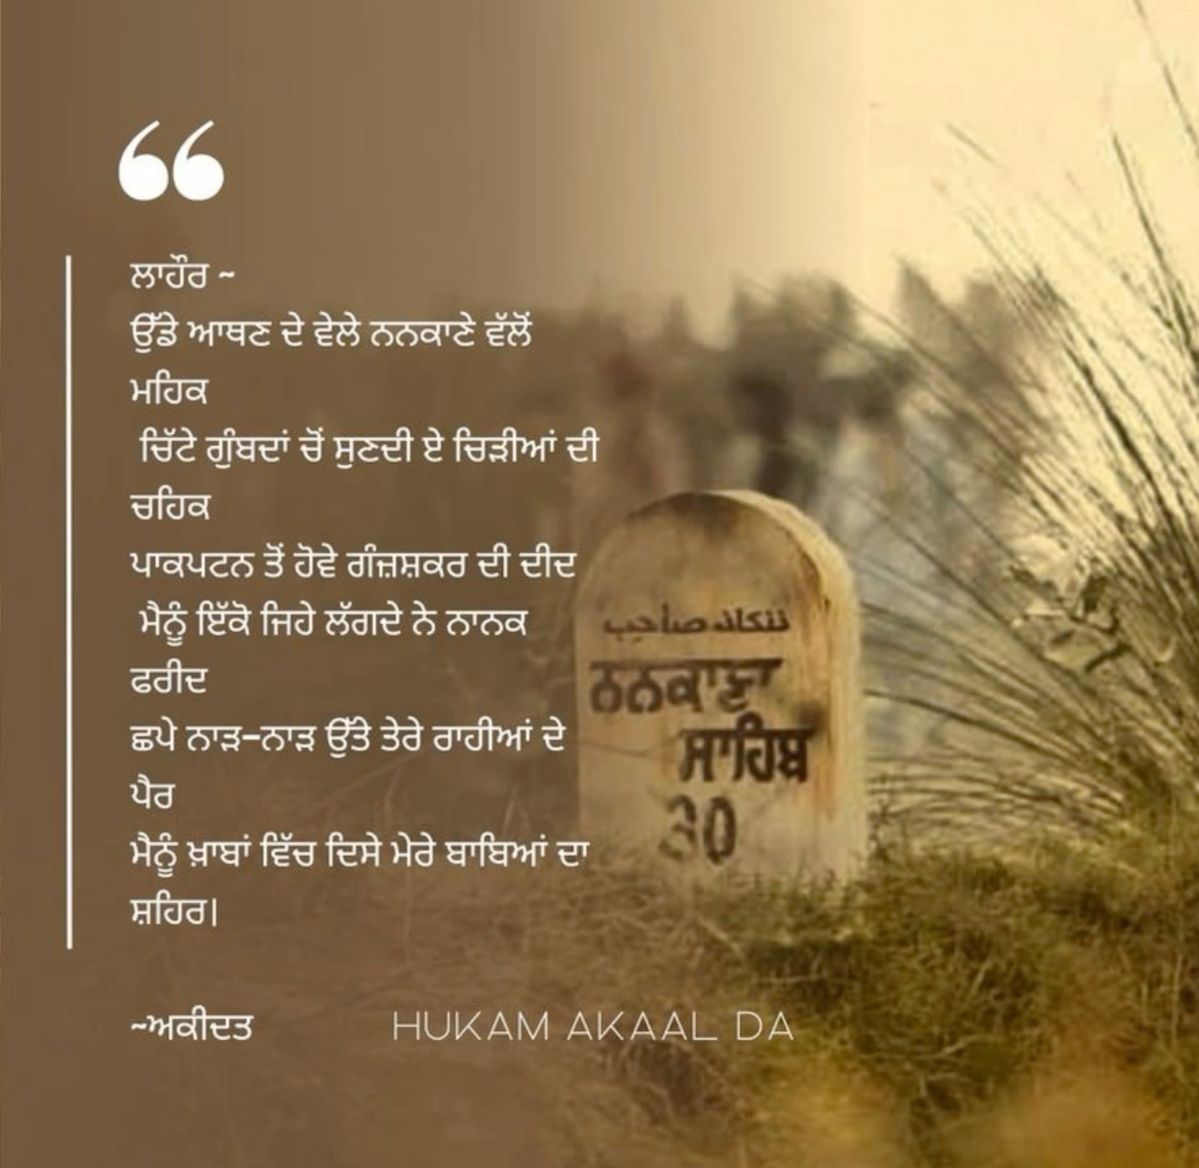 ਲਾਹੌਰ ~
ਉੱਡੇ ਆਥਣ ਦੇ ਵੇਲੇ ਨਨਕਾਣੇ ਵੱਲੋਂ
ਮਹਿਕ
ਚਿੱਟੇ ਗੁੰਬਦਾਂ ਚੋਂ ਸੁਣਦੀ ਏ ਚਿੜੀਆਂ ਦੀ
ਚਹਿਕ
ਪਾਕਪਟਨ ਤੋਂ ਹੋਵੇ ਗੰਜ਼ਸ਼ਕਰ ਦੀ ਦੀਦ
ਮੈਨੂੰ ਇੱਕੋ ਜਿਹੇ ਲੱਗਦੇ ਨੇ ਨਾਨਕ
ਫਰੀਦ
ਛਪੇ ਨਾੜ-ਨਾੜ ਉੱਤੇ ਤੇਰੇ ਰਾਹੀਆਂ ਦੇ
ਪੈਰ
ਮੈਨੂੰ ਖ਼ਾਬਾਂ ਵਿੱਚ ਦਿਸੇ ਮੇਰੇ ਬਾਬਿਆਂ ਦਾ
ਸ਼ਹਿਰ।
~ਅਕੀਦਤ
HUKAM AKAAL DA
ننکانہ صاحب
ਨਨਕਾਣਾ
ਸਾਹਿਬ
30